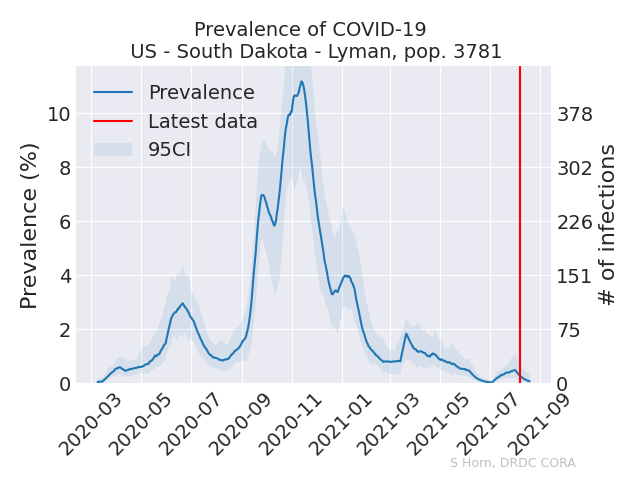 Prevalence of COVID-19
US - South Dakota - Lyman, pop. 3781
Prevalence
Latest data
95CI
Prevalence (%)
10
8
6
4
2
0
378
302
226
151
75
0
# of infections
2020-03
2020-05
2020-07
2020-09
2020-11
2021-01
2021-03
2021-05
2021-07
2021-09
S Horn, DRDC CORA